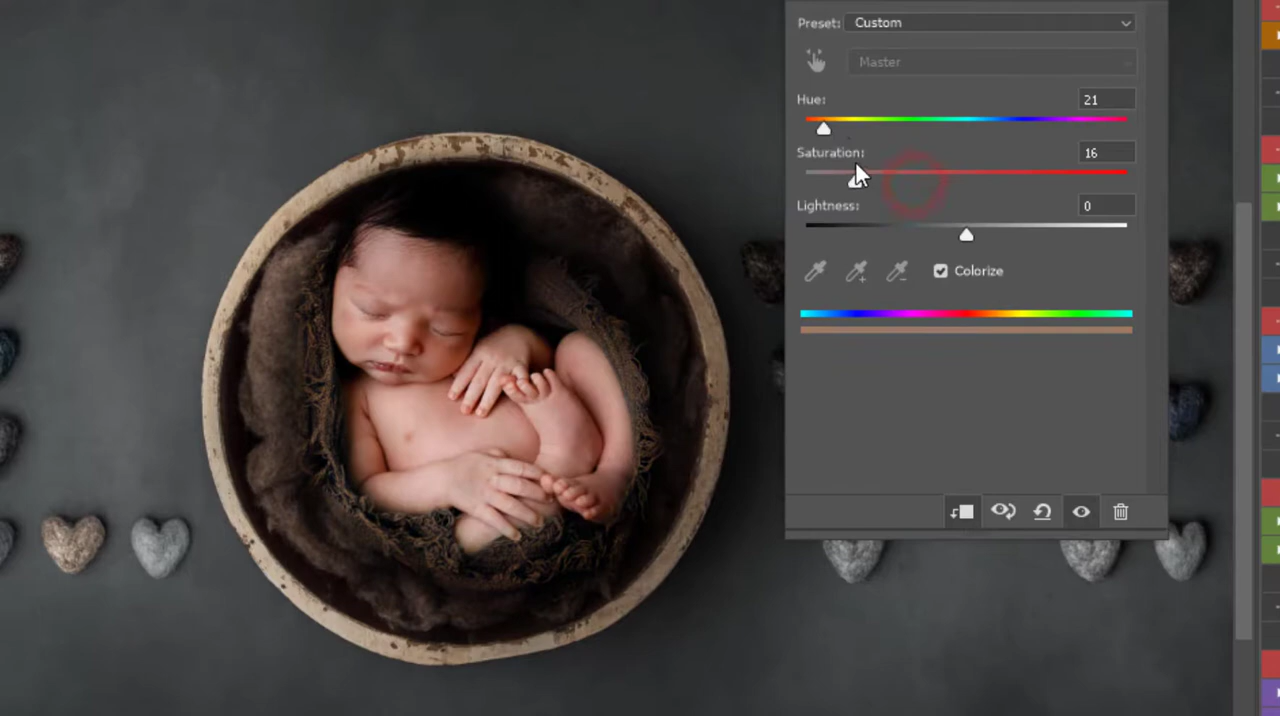 Preset: Custom
Master
Hue: 21
Saturation: 16
Lightness: 0
Colorize